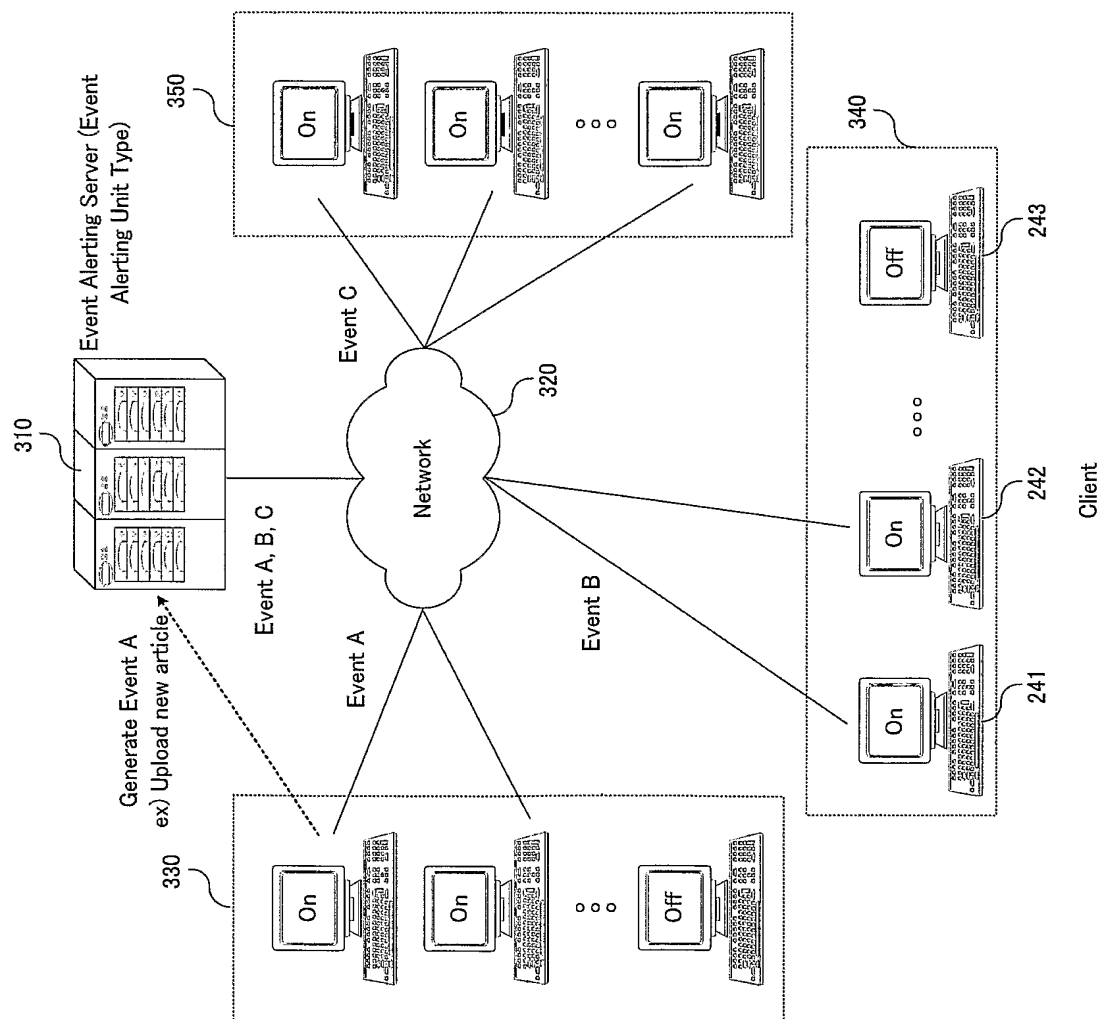 310
Event Alerting Server (Event
Alerting Unit Type)
Generate Event A
ex) Upload new article
Event A, B, C
330
On
On
Off
Event A
Network
320
Event C
350
On
On
On
Event B
340
On
On
Off
241
242
243
Client